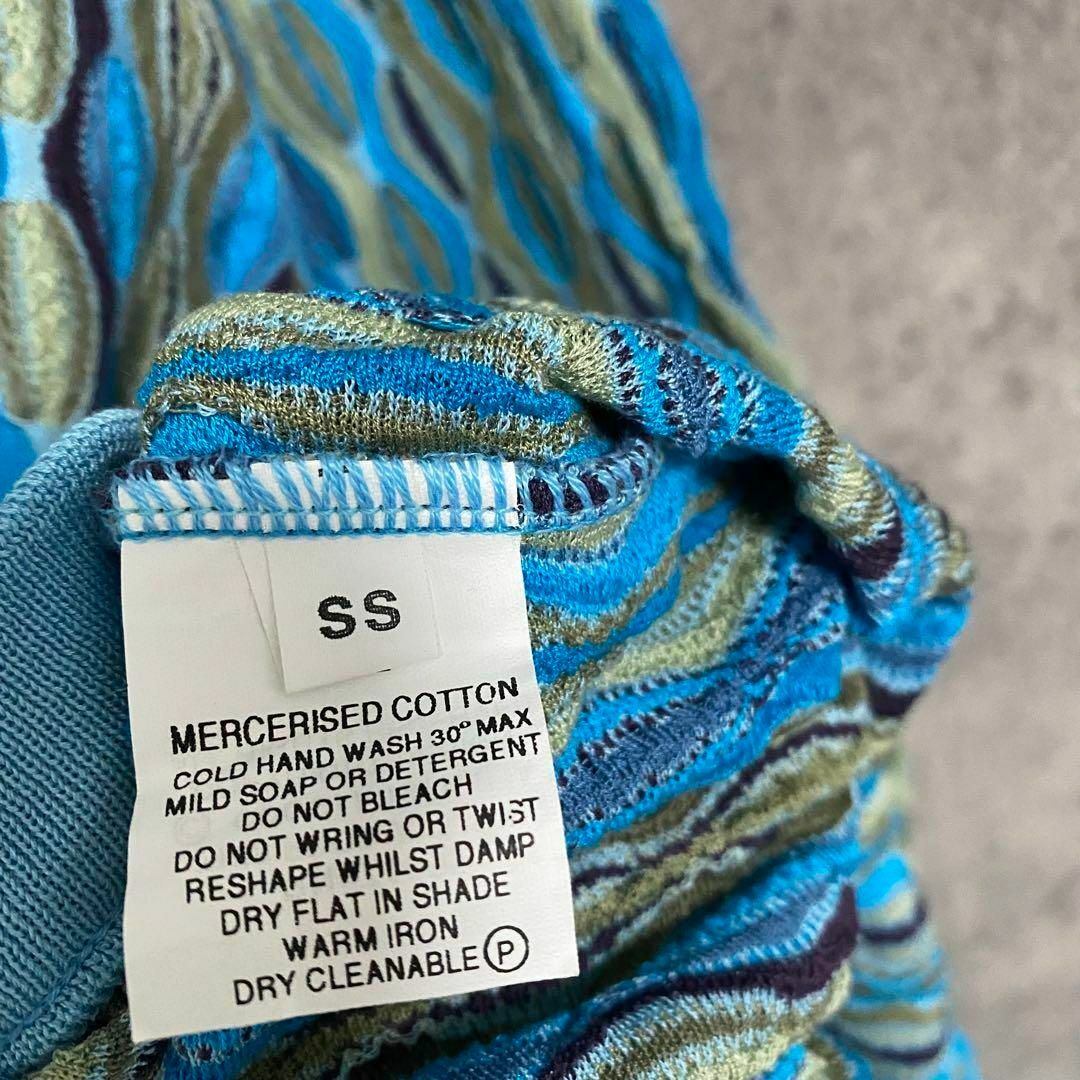 SS
MERCERISED COTTON
COLD HAND WASH 30° MAX
MILD SOAP OR DETERGENT
DO NOT BLEACH
DO NOT WRING OR TWIST
RESHAPE WHILST DAMP
DRY FLAT IN SHADE
WARM IRON
DRY CLEANABLE Ⓟ